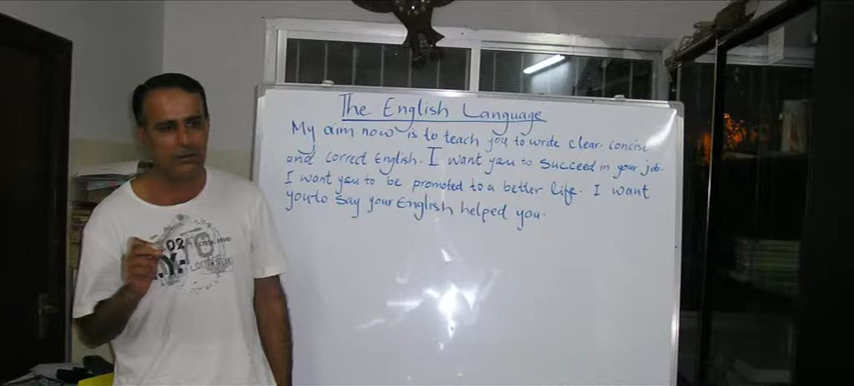 The English Language
My aim now is to teach you to write clear, concise
and correct English. I want you to succeed in your job.
I want you to be promoted to a better life. I want
you to say your English helped you.
02